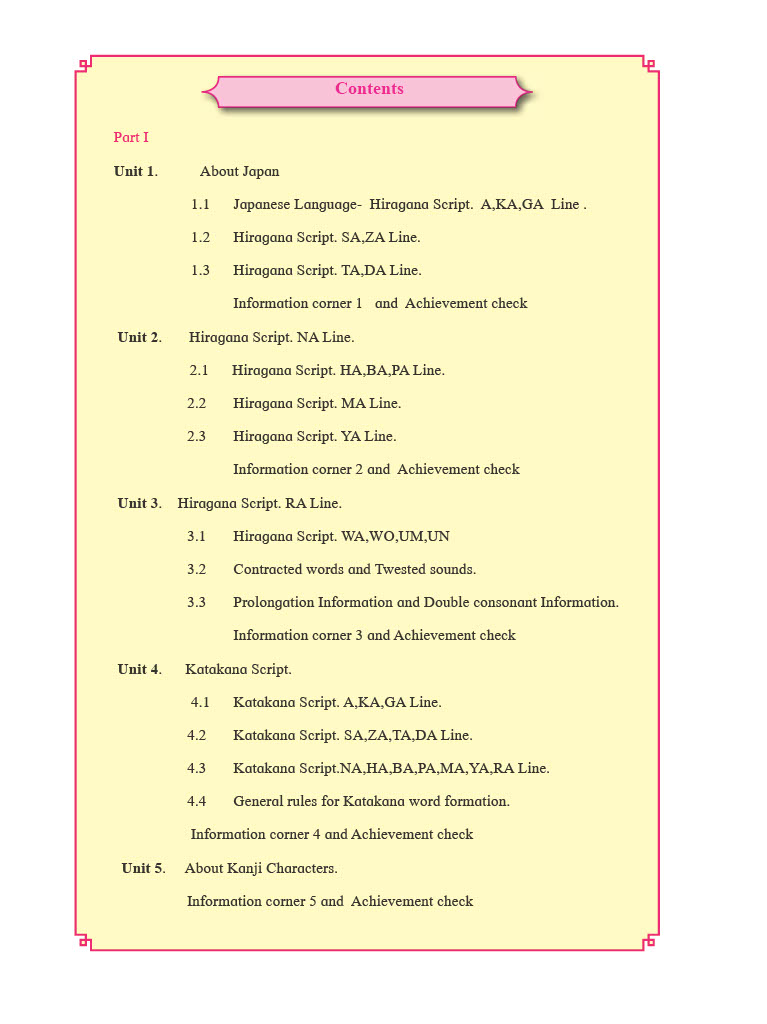 Contents
Part I
Unit 1. About Japan
1.1 Japanese Language- Hiragana Script. A,KA,GA Line .
1.2 Hiragana Script. SA,ZA Line.
1.3 Hiragana Script. TA,DA Line.
Information corner 1 and Achievement check
Unit 2. Hiragana Script. NA Line.
2.1 Hiragana Script. HA,BA,PA Line.
2.2 Hiragana Script. MA Line.
2.3 Hiragana Script. YA Line.
Information corner 2 and Achievement check
Unit 3. Hiragana Script. RA Line.
3.1 Hiragana Script. WA,WO,UM,UN
3.2 Contracted words and Twested sounds.
3.3 Prolongation Information and Double consonant Information.
Information corner 3 and Achievement check
Unit 4. Katakana Script.
4.1 Katakana Script. A,KA,GA Line.
4.2 Katakana Script. SA,ZA,TA,DA Line.
4.3 Katakana Script.NA,HA,BA,PA,MA,YA,RA Line.
4.4 General rules for Katakana word formation.
Information corner 4 and Achievement check
Unit 5. About Kanji Characters.
Information corner 5 and Achievement check